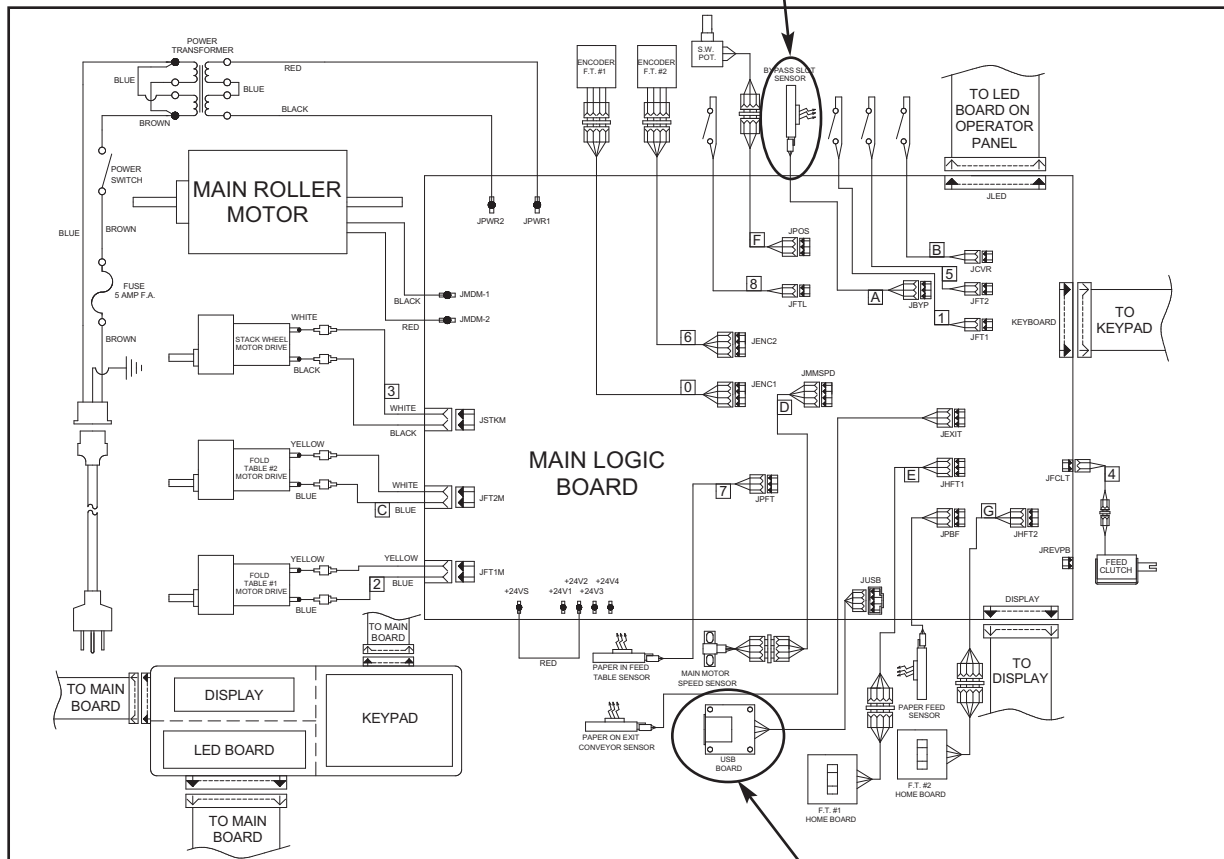 POWER
TRANSFORMER
BLUE
BLUE
RED
BLACK
BROWN
POWER
SWITCH
BLUE
BROWN
FUSE
5 AMP F.A.
BROWN
MAIN ROLLER
MOTOR
BLACK
RED
JMDM-1
JMDM-2
JPWR2
JPWR1
ENCODER
F.T. #1
ENCODER
F.T. #2
S.W.
POT.
BYPASS SLOT
SENSOR
TO LED
BOARD ON
OPERATOR
PANEL
JLED
F
JPOS
8
JFTL
A
JBYP
B
JCVR
5
JFT2
1
JFT1
KEYBOARD
TO
KEYPAD
6
JENC2
0
JENC1
D
JMMSPD
JEXIT
E
JHFT1
JPBF
G
JHFT2
JFCLT
4
FEED
CLUTCH
JREVPB
WHITE
STACK WHEEL
MOTOR DRIVE
BLACK
3
WHITE
BLACK
JSTKM
YELLOW
FOLD
TABLE #2
MOTOR DRIVE
BLUE
C
WHITE
BLUE
JFT2M
YELLOW
FOLD
TABLE #1
MOTOR DRIVE
BLUE
2
YELLOW
BLUE
JFT1M
MAIN LOGIC
BOARD
7
JPFT
+24VS
+24V1
+24V2
+24V3
+24V4
RED
JUSB
DISPLAY
TO
DISPLAY
PAPER IN FEED
TABLE SENSOR
MAIN MOTOR
SPEED SENSOR
PAPER ON EXIT
CONVEYOR SENSOR
USB
BOARD
PAPER FEED
SENSOR
F.T. #1
HOME BOARD
F.T. #2
HOME BOARD
TO MAIN
BOARD
TO MAIN
BOARD
DISPLAY
LED BOARD
KEYPAD
TO MAIN
BOARD